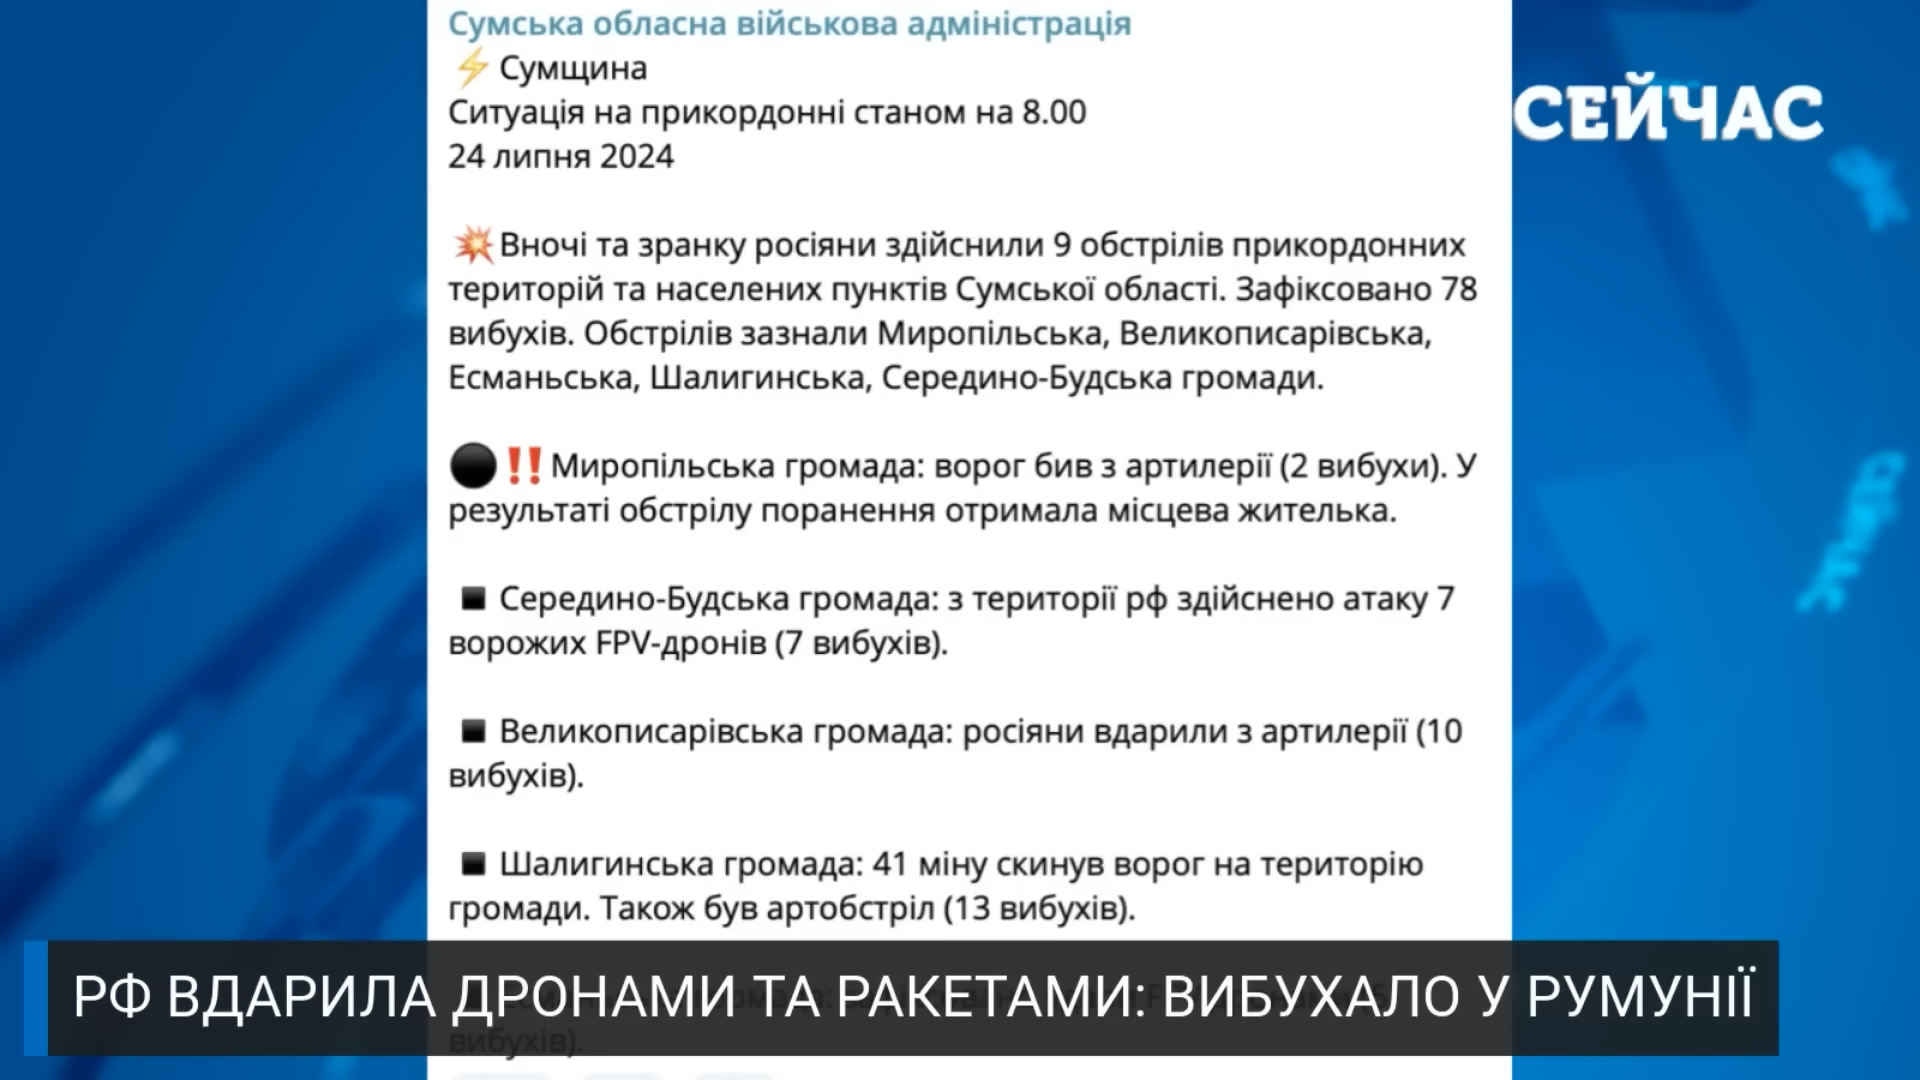 Сумська обласна військова адміністрація
⚡ Сумщина
Ситуація на прикордонні станом на 8.00
24 липня 2024
СЕЙЧАС
💥Вночі та зранку росіяни здійснили 9 обстрілів прикордонних
територій та населених пунктів Сумської області. Зафіксовано 78
вибухів. Обстрілів зазнали Миропільська, Великописарівська,
Есманьська, Шалигинська, Середино-Будська громади.
⚫‼️Миропільська громада: ворог бив з артилерії (2 вибухи). У
результаті обстрілу поранення отримала місцева жителька.
◾ Середино-Будська громада: з території рф здійснено атаку 7
ворожих FPV-дронів (7 вибухів).
◾ Великописарівська громада: росіяни вдарили з артилерії (10
вибухів).
◾ Шалигинська громада: 41 міну скинув ворог на територію
громади. Також був артобстріл (13 вибухів).
РФ ВДАРИЛА ДРОНАМИ ТА РАКЕТАМИ: ВИБУХАЛО У РУМУНІЇ
вибухів).